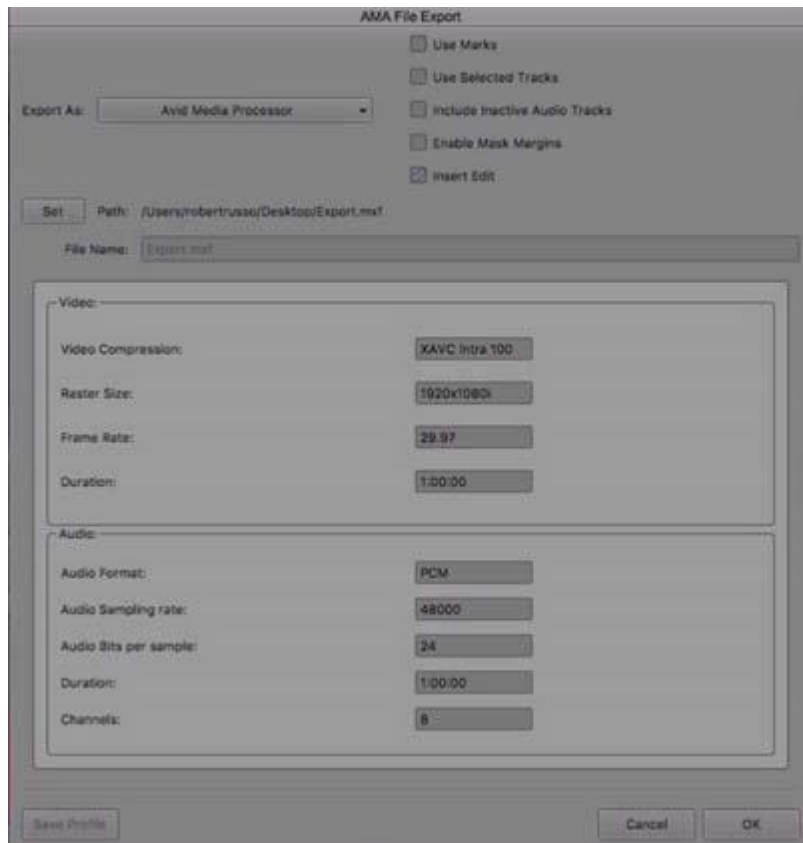 AMA File Export
Use Marks
Use Selected Tracks
Export As: Avid Media Processor
Include Inactive Audio Tracks
Enable Mask Margins
Insert Edit
Set Path: /Users/robertrusso/Desktop/Export.mxf
File Name: Export.mxf
Video:
Video Compression: XAVC Intra 100
Raster Size: 1920x1080i
Frame Rate: 29.97
Duration: 1:00:00
Audio:
Audio Format: PCM
Audio Sampling rate: 48000
Audio Bits per sample: 24
Duration: 1:00:00
Channels: 8
Save Profile Cancel OK